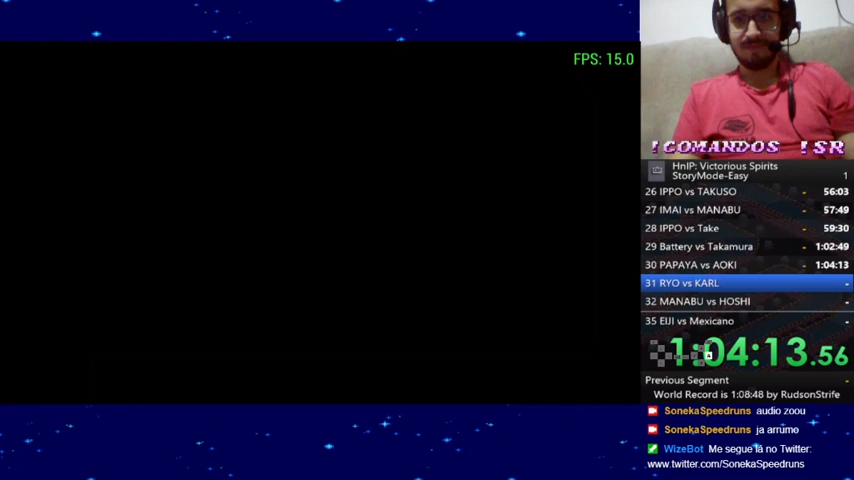 FPS: 15.0
!COMANDOS !SR
HnIP: Victorious Spirits
StoryMode-Easy 1
26 IPPO vs TAKUSO - 56:03
27 IMAI vs MANABU - 57:49
28 IPPO vs Take - 59:30
29 Battery vs Takamura - 1:02:49
30 PAPAYA vs AOKI - 1:04:13
31 RYO vs KARL -
32 MANABU vs HOSHI -
35 EIJI vs Mexicano -
1:04:13.56
Previous Segment -
World Record is 1:08:48 by RudsonStrife
SonekaSpeedruns audio zoou
SonekaSpeedruns ja arrumo
WizeBot Me segue lá no Twitter:
www.twitter.com/SonekaSpeedruns